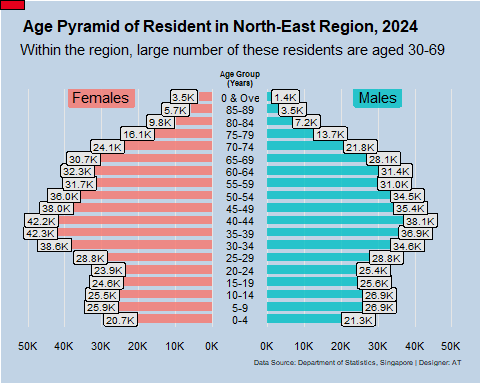 Age Pyramid of Resident in North-East Region, 2024
Within the region, large number of these residents are aged 30-69
Age Group
(Years)
Females
Males
3.5K 0 & Ove 1.4K
5.7K 85-89 3.5K
9.8K 80-84 7.2K
16.1K 75-79 13.7K
24.1K 70-74 21.8K
30.7K 65-69 28.1K
32.3K 60-64 31.4K
31.7K 55-59 31.0K
36.0K 50-54 34.5K
38.0K 45-49 35.4K
42.2K 40-44 38.1K
42.3K 35-39 36.9K
38.6K 30-34 34.6K
28.8K 25-29 28.8K
23.9K 20-24 25.4K
24.6K 15-19 25.6K
25.5K 10-14 26.9K
25.9K 5-9 26.9K
20.7K 0-4 21.3K
50K 40K 30K 20K 10K 0K 0K 10K 20K 30K 40K 50K
Data Source: Department of Statistics, Singapore | Designer: AT